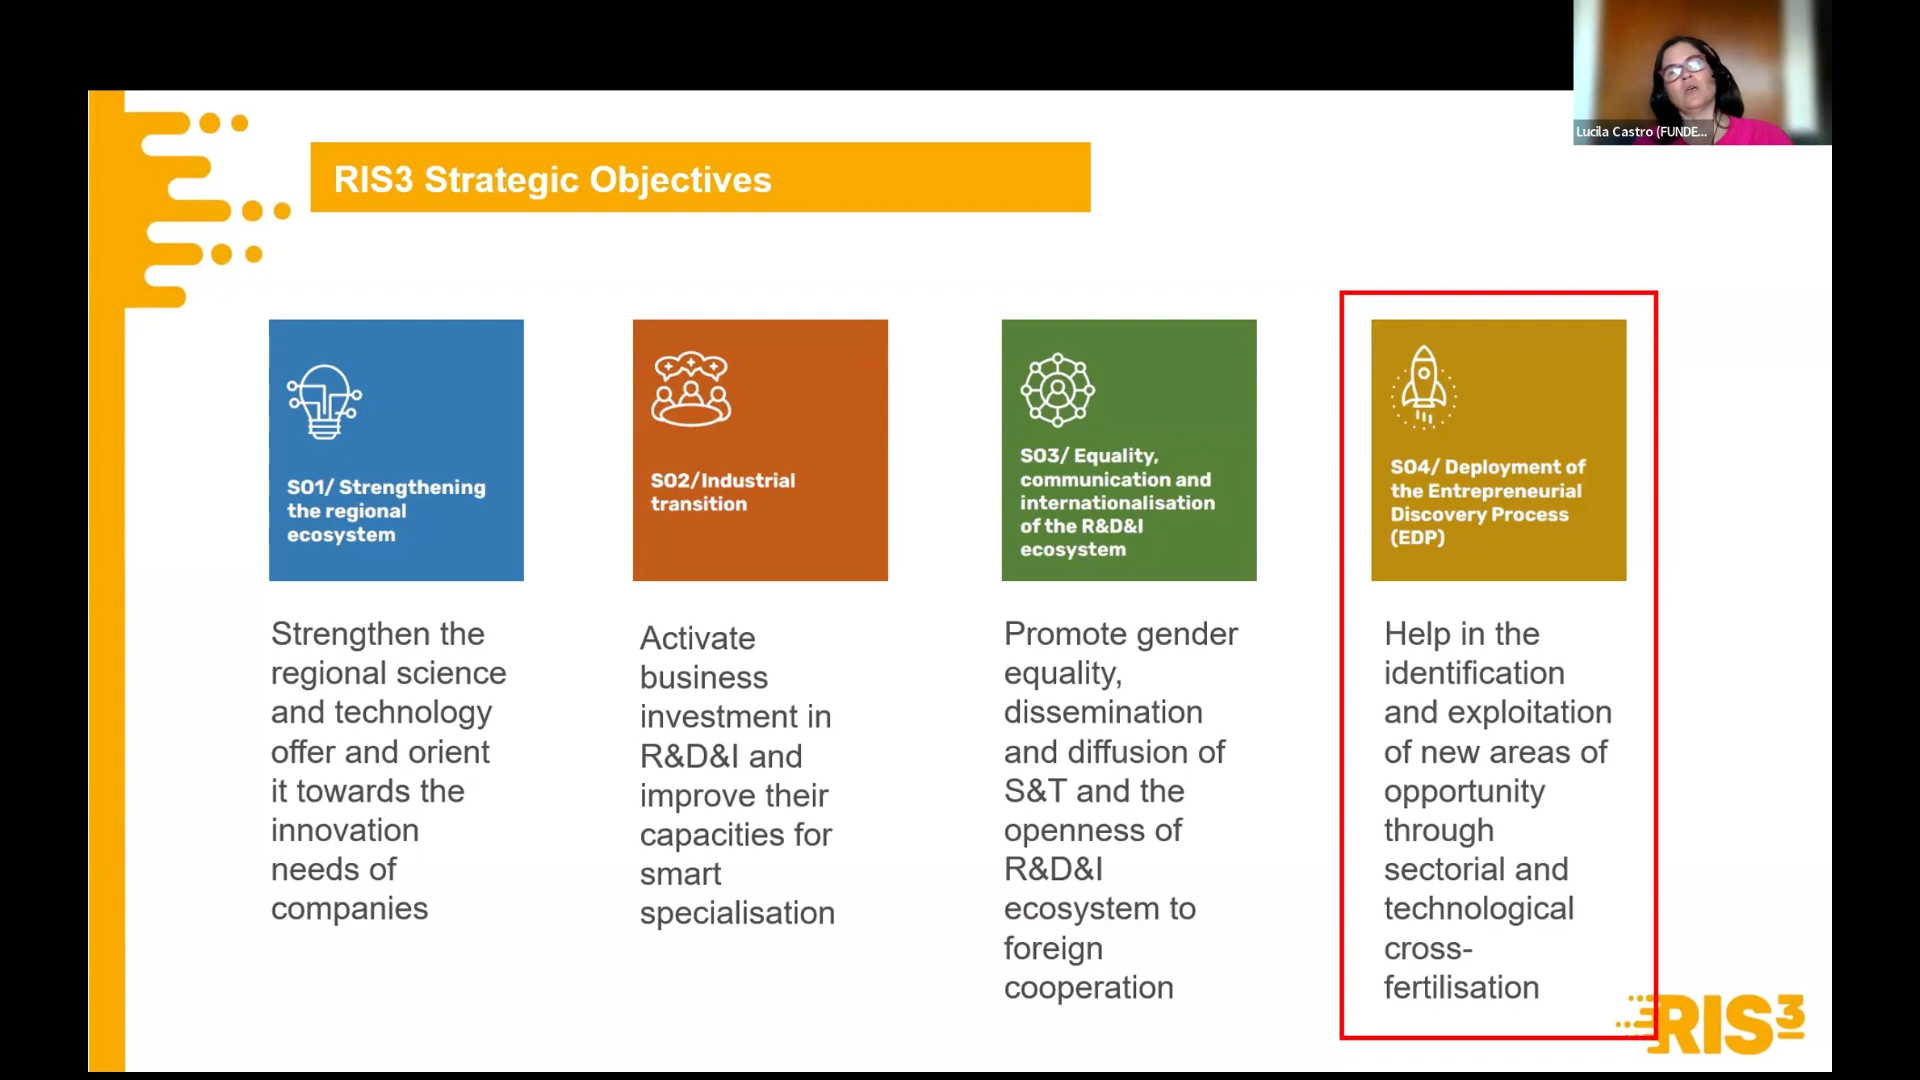 Lucila Castro (FUNDE...
RIS3 Strategic Objectives
SO1/ Strengthening
the regional
ecosystem
Strengthen the
regional science
and technology
offer and orient
it towards the
innovation
needs of
companies
SO2/Industrial
transition
Activate
business
investment in
R&D&I and
improve their
capacities for
smart
specialisation
SO3/ Equality,
communication and
internationalisation
of the R&D&I
ecosystem
Promote gender
equality,
dissemination
and diffusion of
S&T and the
openness of
R&D&I
ecosystem to
foreign
cooperation
SO4/ Deployment of
the Entrepreneurial
Discovery Process
(EDP)
Help in the
identification
and exploitation
of new areas of
opportunity
through
sectorial and
technological
cross-
fertilisation
RIS3